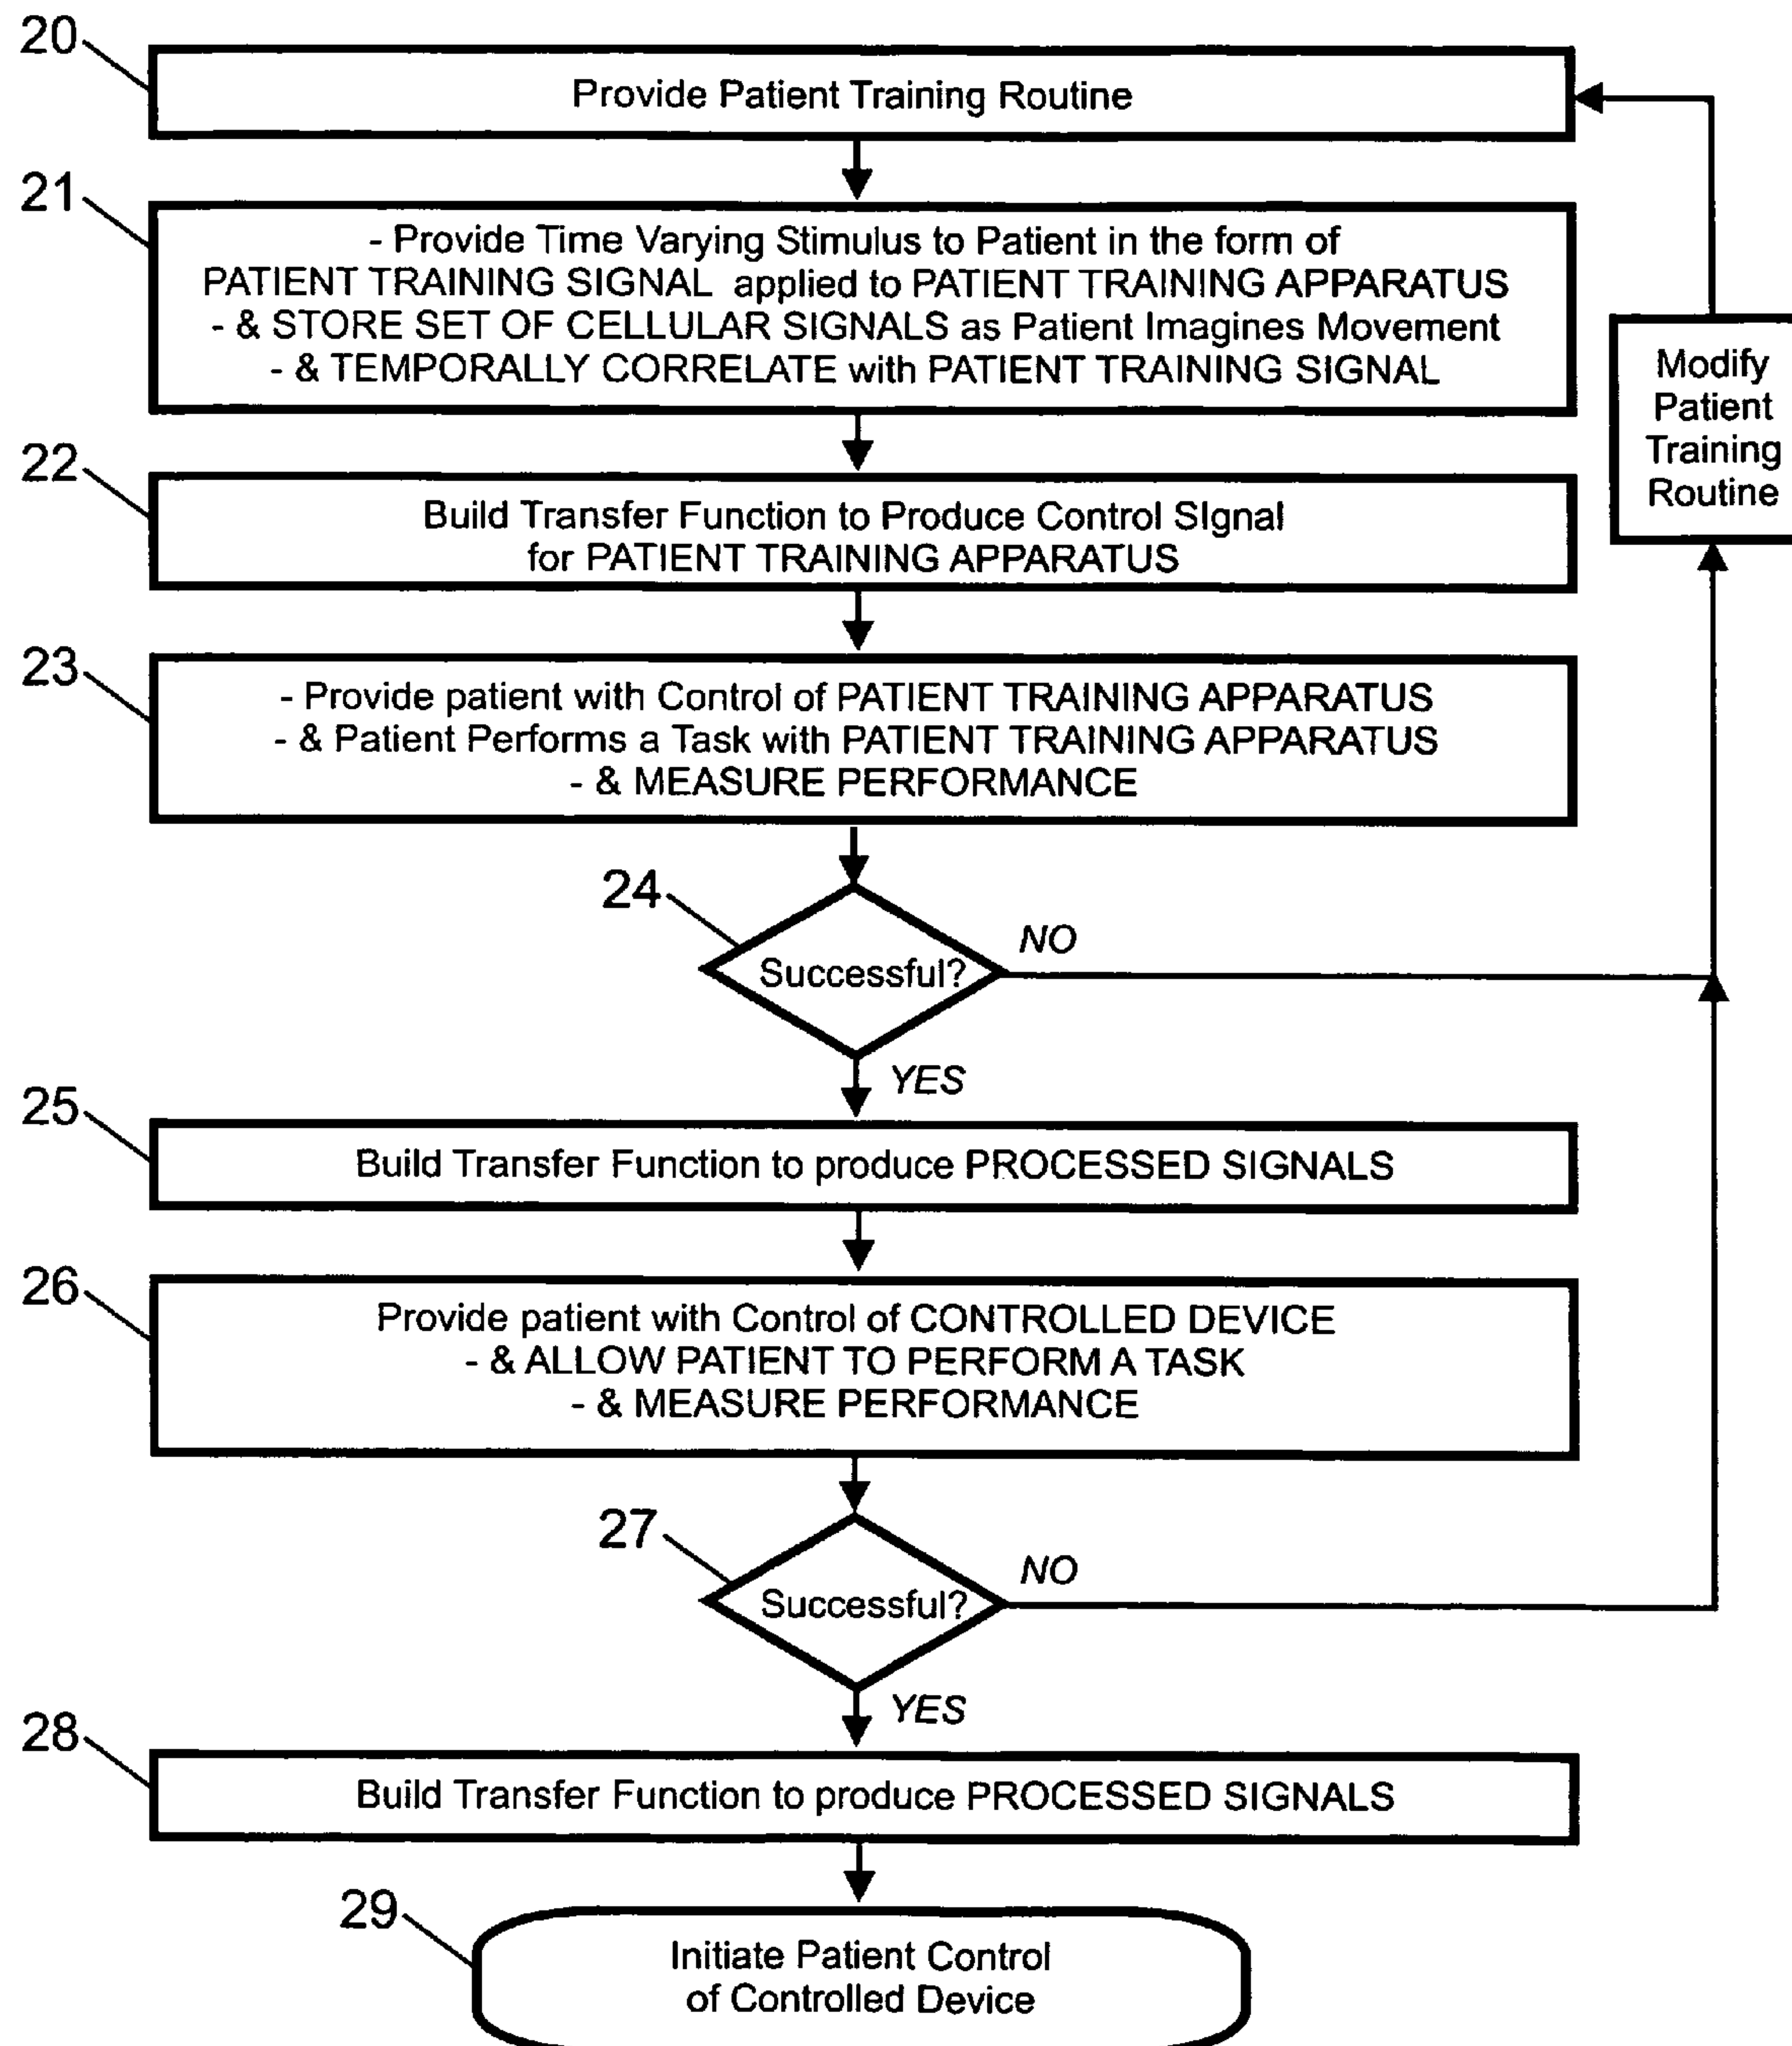 20
Provide Patient Training Routine
21
- Provide Time Varying Stimulus to Patient in the form of
PATIENT TRAINING SIGNAL applied to PATIENT TRAINING APPARATUS
- & STORE SET OF CELLULAR SIGNALS as Patient Imagines Movement
- & TEMPORALLY CORRELATE with PATIENT TRAINING SIGNAL
Modify
Patient
Training
Routine
22
Build Transfer Function to Produce Control SIgnal
for PATIENT TRAINING APPARATUS
23
- Provide patient with Control of PATIENT TRAINING APPARATUS
- & Patient Performs a Task with PATIENT TRAINING APPARATUS
- & MEASURE PERFORMANCE
24
Successful?
NO
YES
25
Build Transfer Function to produce PROCESSED SIGNALS
26
Provide patient with Control of CONTROLLED DEVICE
- & ALLOW PATIENT TO PERFORM A TASK
- & MEASURE PERFORMANCE
27
Successful?
NO
YES
28
Build Transfer Function to produce PROCESSED SIGNALS
29
Initiate Patient Control
of Controlled Device